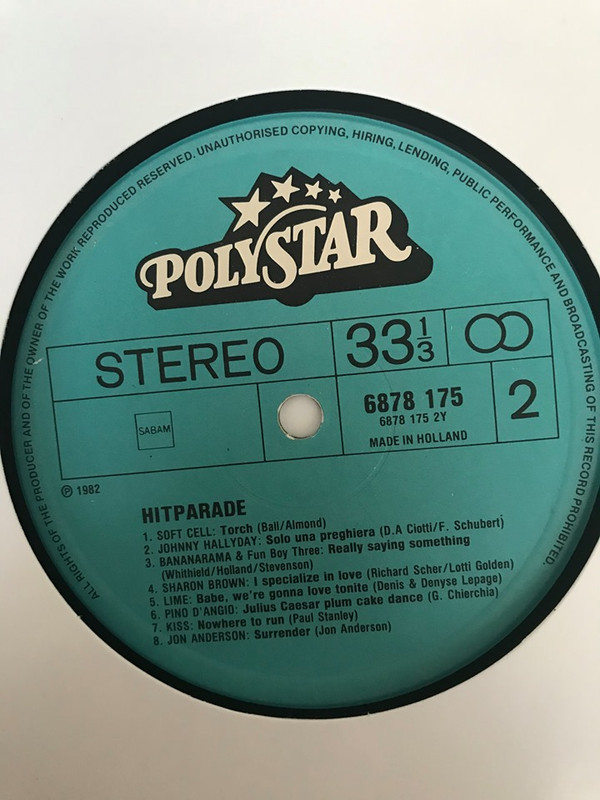 ALL RIGHTS OF THE PRODUCER AND OF THE OWNER OF THE WORK REPRODUCED RESERVED. UNAUTHORISED COPYING, HIRING, LENDING, PUBLIC PERFORMANCE AND BROADCASTING OF THIS RECORD PROHIBITED.
POLYSTAR
STEREO
33 1/3
SABAM
6878 175
6878 175 2Y
MADE IN HOLLAND
2
℗ 1982
HITPARADE
1. SOFT CELL: Torch (Ball/Almond)
2. JOHNNY HALLYDAY: Solo una preghiera (D.A Ciotti/F. Schubert)
3. BANANARAMA & Fun Boy Three: Really saying something
(Whithield/Holland/Stevenson)
4. SHARON BROWN: I specialize in love (Richard Scher/Lotti Golden)
5. LIME: Babe, we're gonna love tonite (Denis & Denyse Lepage)
6. PINO D'ANGIO: Julius Caesar plum cake dance (G. Chierchia)
7. KISS: Nowhere to run (Paul Stanley)
8. JON ANDERSON: Surrender (Jon Anderson)